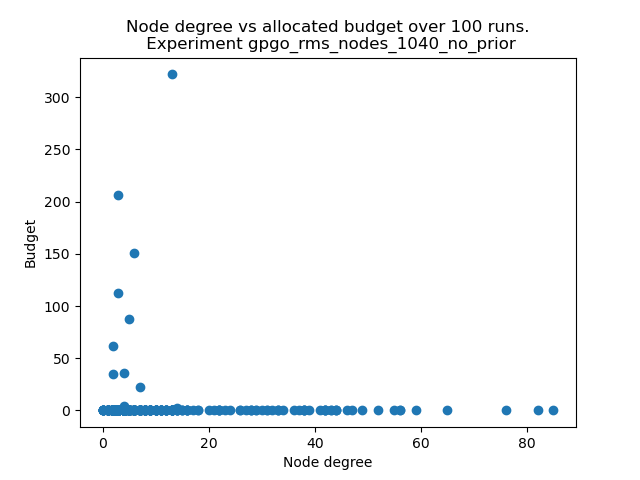 Node degree vs allocated budget over 100 runs.
Experiment gpgo_rms_nodes_1040_no_prior
300
250
200
150
100
50
0
Budget
0 20 40 60 80
Node degree